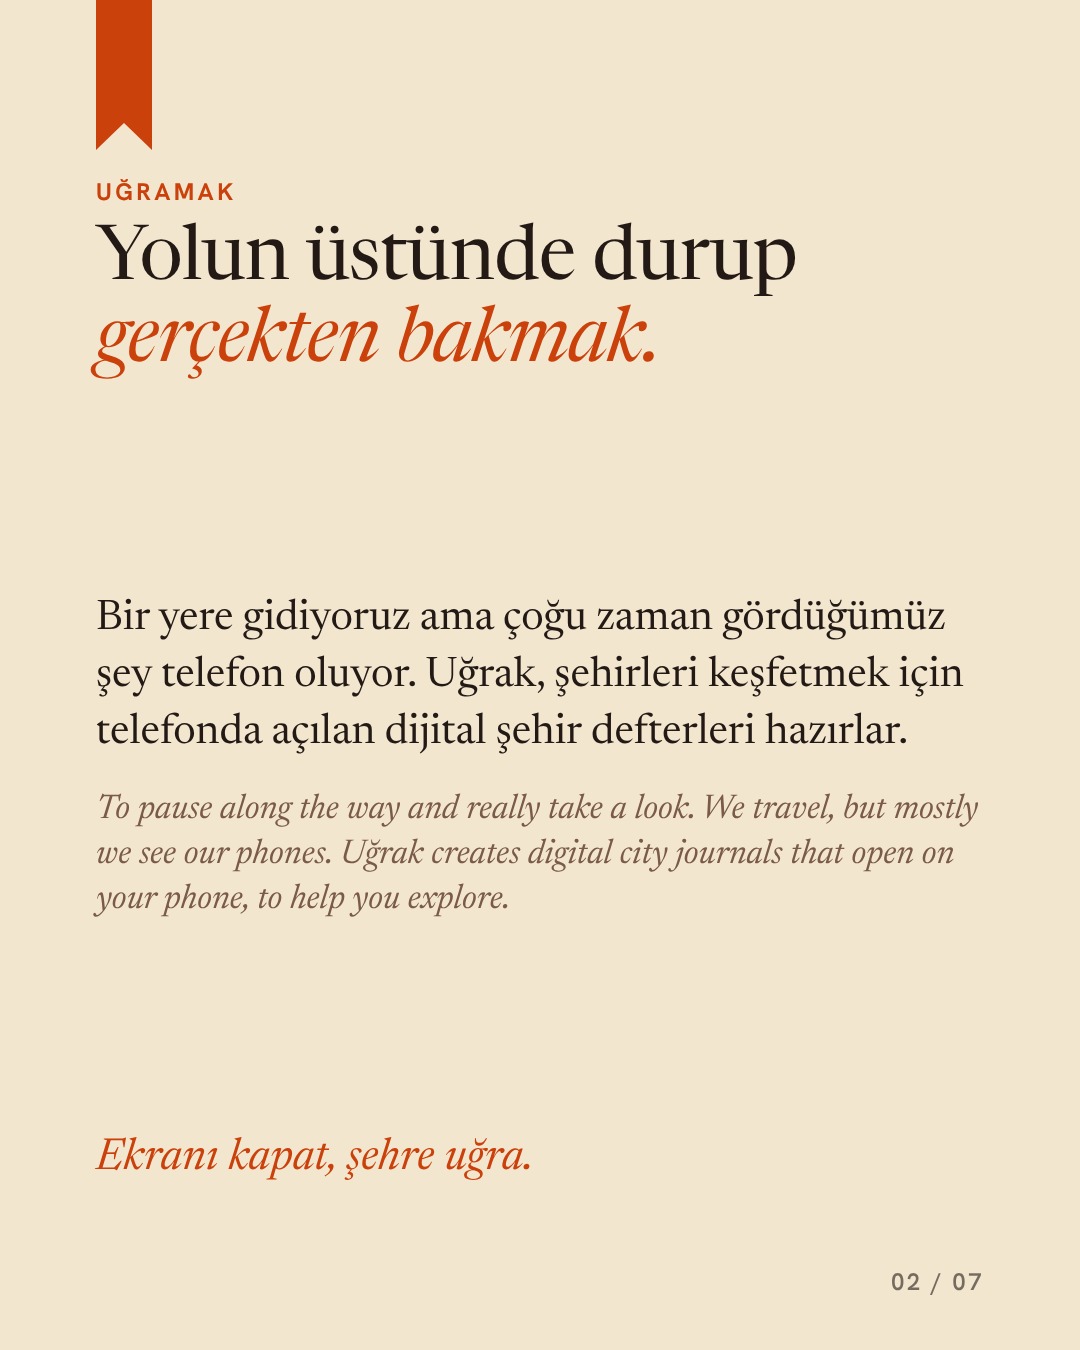 UĞRAMAK
Yolun üstünde durup
gerçekten bakmak.
Bir yere gidiyoruz ama çoğu zaman gördüğümüz
şey telefon oluyor. Uğrak, şehirleri keşfetmek için
telefonda açılan dijital şehir defterleri hazırlar.
To pause along the way and really take a look. We travel, but mostly
we see our phones. Uğrak creates digital city journals that open on
your phone, to help you explore.
Ekranı kapat, şehre uğra.
02 / 07